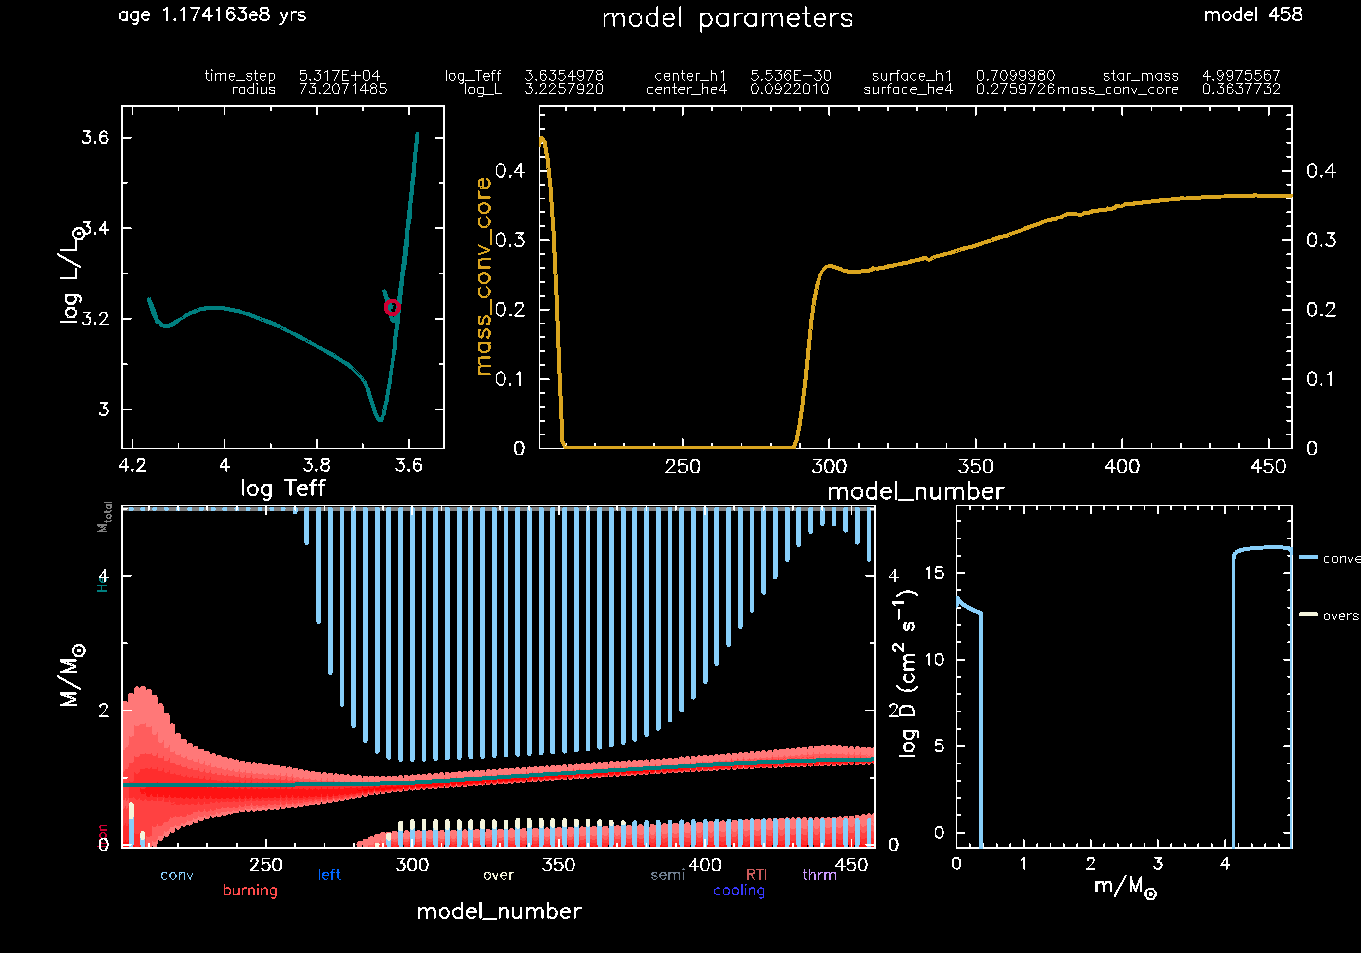 age 1.174163e8 yrs
model parameters
model 458
time_step 5.317E+04 log_Teff 3.6354978 center_h1 5.536E-30 surface_h1 0.7099980 star_mass 4.9975567
radius 73.2071485 log_L 3.2257920 center_he4 0.0922010 surface_he4 0.2759726 mass_conv_core 0.3637732
log L/L⊙
3.6
3.4
3.2
3
4.2 4 3.8 3.6
log Teff
mass_conv_core
0.4 0.4
0.3 0.3
0.2 0.2
0.1 0.1
0 0
250 300 350 400 450
model_number
M/M⊙
Mtotal
He
4 4
2 2
0 0
250 300 350 400 450
conv left over semi RTI thrm
burning cooling
model_number
log D (cm² s⁻¹)
15
10
5
0
0 1 2 3 4
m/M⊙
conve
overs